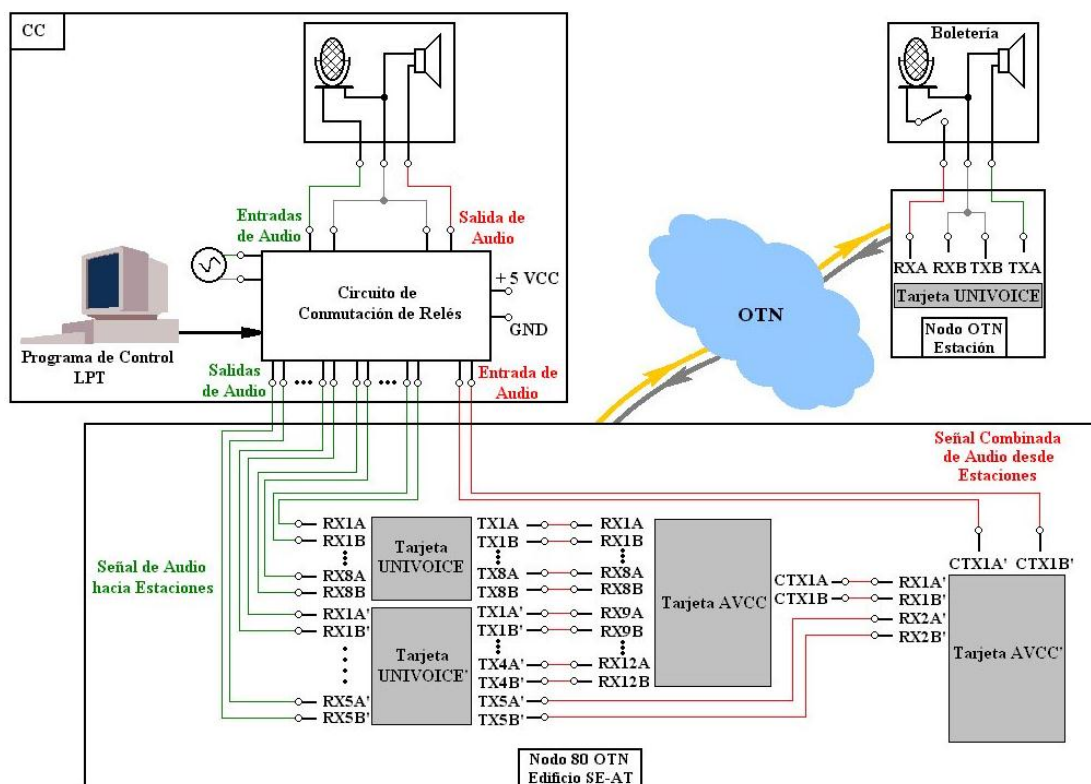 CC
Boletería
Entradas
de Audio
Salida de
Audio
RXA RXB TXB TXA
Tarjeta UNIVOICE
Nodo OTN
Estación
OTN
+ 5 VCC
GND
Circuito de
Conmutación de Relés
Programa de Control
LPT
Salidas
de Audio
Entrada de
Audio
Señal Combinada
de Audio desde
Estaciones
Señal de Audio
hacia Estaciones
RX1A
RX1B
RX8A
RX8B
RX1A'
RX1B'
RX5A'
RX5B'
Tarjeta
UNIVOICE
Tarjeta
UNIVOICE'
TX1A
TX1B
TX8A
TX8B
TX1A'
TX1B'
TX4A'
TX4B'
TX5A'
TX5B'
RX1A
RX1B
RX8A
RX8B
RX9A
RX9B
RX12A
RX12B
Tarjeta AVCC
CTX1A
CTX1B
RX1A'
RX1B'
RX2A'
RX2B'
CTX1A' CTX1B'
Tarjeta AVCC'
Nodo 80 OTN
Edificio SE-AT